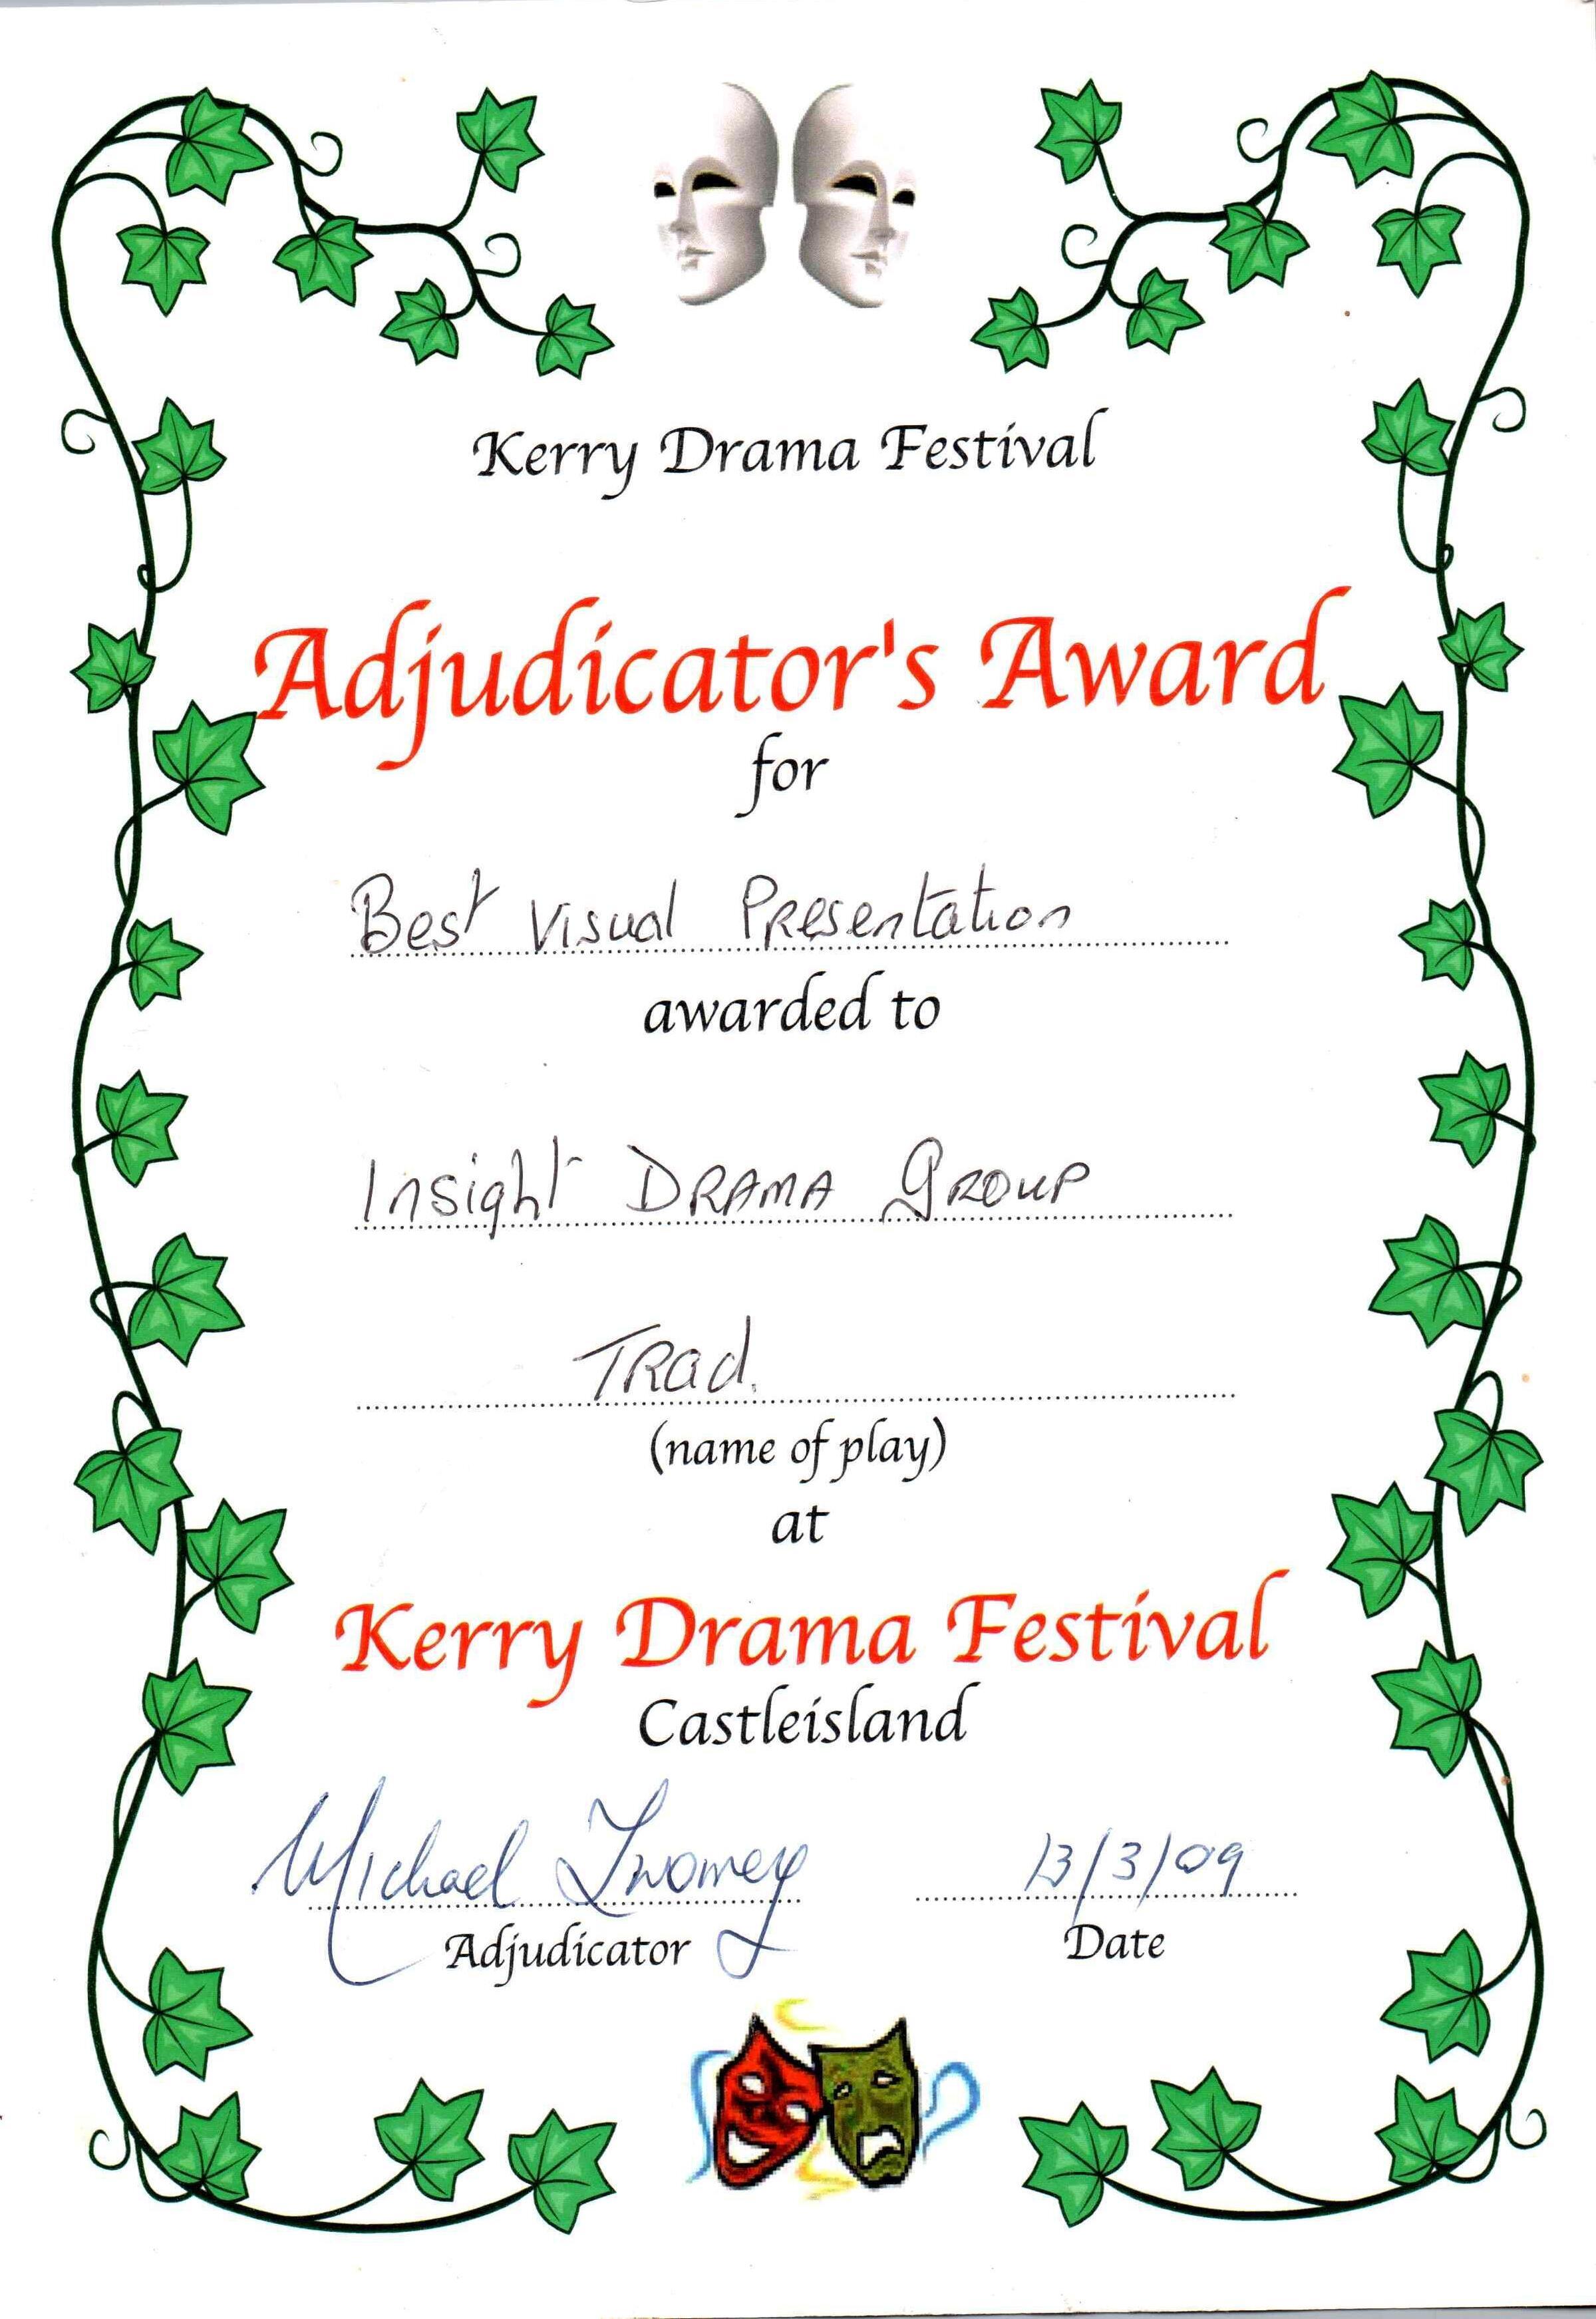 Kerry Drama Festival
Adjudicator's Award
for
Best Visual Presentation
awarded to
Insight Drama Group
Trad.
(name of play)
at
Kerry Drama Festival
Castleisland
Michael Twomey 13/3/09
Adjudicator Date